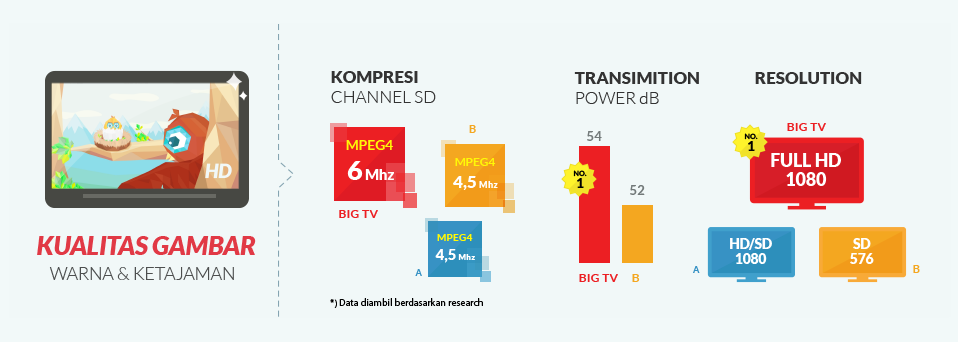 HD
KUALITAS GAMBAR
WARNA & KETAJAMAN
KOMPRESI
CHANNEL SD
MPEG4
6 Mhz
BIG TV
B
MPEG4
4,5 Mhz
MPEG4
4,5 Mhz
A
*) Data diambil berdasarkan research
TRANSIMITION
POWER dB
54
NO.
1
52
BIG TV
B
RESOLUTION
BIG TV
NO.
1
FULL HD
1080
HD/SD
1080
A
SD
576
B